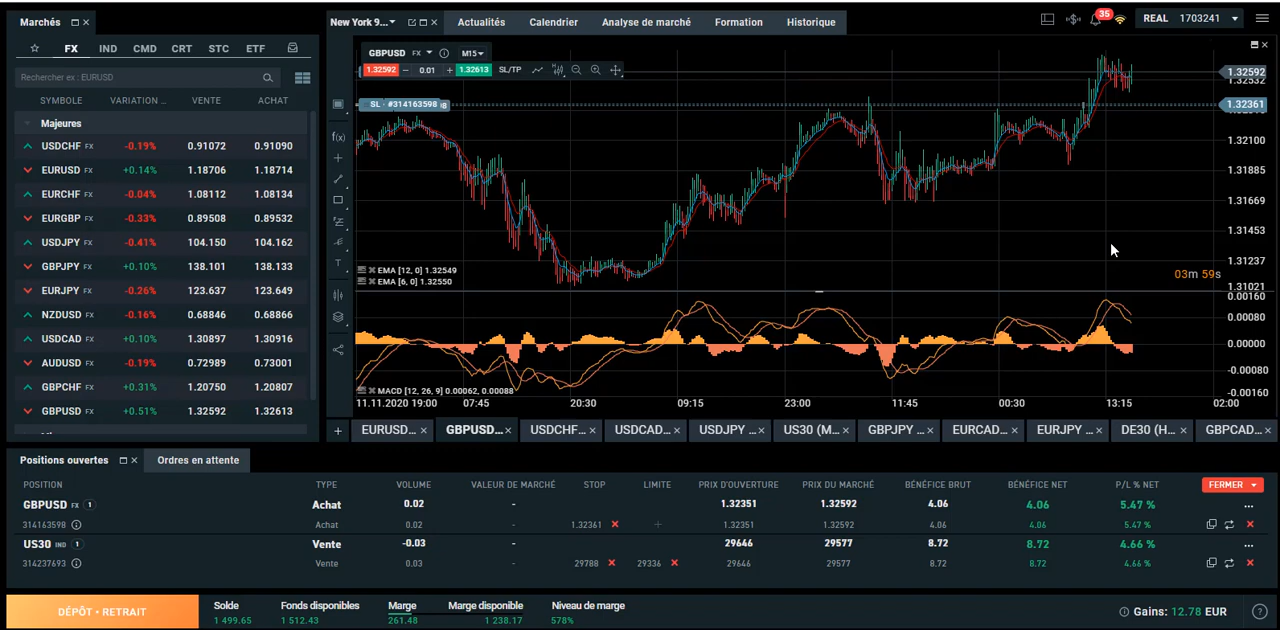 Marchés
New York 9...
Actualités
Calendrier
Analyse de marché
Formation
Historique
35
REAL 1703241
FX IND CMD CRT STC ETF
Rechercher ex : EURUSD
SYMBOLE VARIATION ... VENTE ACHAT
Majeures
USDCHF FX -0.19% 0.91072 0.91090
EURUSD FX +0.14% 1.18706 1.18714
EURCHF FX -0.04% 1.08112 1.08134
EURGBP FX -0.33% 0.89508 0.89532
USDJPY FX -0.41% 104.150 104.162
GBPJPY FX +0.10% 138.101 138.133
EURJPY FX -0.26% 123.637 123.649
NZDUSD FX -0.16% 0.68846 0.68866
USDCAD FX +0.10% 1.30897 1.30916
AUDUSD FX -0.19% 0.72989 0.73001
GBPCHF FX +0.31% 1.20750 1.20807
GBPUSD FX +0.51% 1.32592 1.32613
GBPUSD FX M15
1.32592 − 0.01 + 1.32613 SL/TP
SL - #314163598
f(x)
T
1.32592
1.32361
1.32100
1.31885
1.31669
1.31453
1.31237
1.31021
03m 59s
EMA [12, 0] 1.32549
EMA [6, 0] 1.32550
0.00160
0.00080
0.00000
-0.00080
-0.00160
MACD [12, 26, 9] 0.00062, 0.00088
11.11.2020 19:00 07:45 20:30 09:15 23:00 11:45 00:30 13:15 02:00
+ EURUSD... × GBPUSD... × USDCHF... × USDCAD... × USDJPY ... × US30 (M... × GBPJPY ... × EURCAD... × EURJPY ... × DE30 (H... × GBPCAD... ×
Positions ouvertes
Ordres en attente
POSITION TYPE VOLUME VALEUR DE MARCHÉ STOP LIMITE PRIX D'OUVERTURE PRIX DU MARCHÉ BÉNÉFICE BRUT BÉNÉFICE NET P/L % NET FERMER
GBPUSD FX 1 Achat 0.02 - 1.32351 1.32592 4.06 4.06 5.47 % ...
314163598 Achat 0.02 - 1.32361 + 1.32351 1.32592 4.06 4.06 5.47 %
US30 IND 1 Vente -0.03 - 29646 29577 8.72 8.72 4.66 % ...
314237693 Vente 0.03 - 29788 29336 29646 29577 8.72 8.72 4.66 %
DÉPÔT • RETRAIT
Solde Fonds disponibles Marge Marge disponible Niveau de marge
1 499.65 1 512.43 261.48 1 238.17 578%
Gains: 12.78 EUR